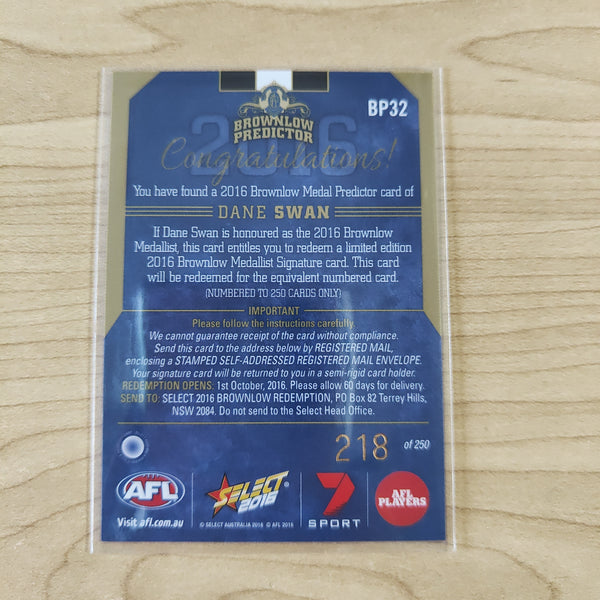 BP32
2016
BROWNLOW
PREDICTOR
Congratulations!
You have found a 2016 Brownlow Medal Predictor card of
DANE SWAN
If Dane Swan is honoured as the 2016 Brownlow
Medallist, this card entitles you to redeem a limited edition
2016 Brownlow Medallist Signature card. This card
will be redeemed for the equivalent numbered card.
(NUMBERED TO 250 CARDS ONLY)
IMPORTANT
Please follow the instructions carefully.
We cannot guarantee receipt of the card without compliance.
Send this card to the address below by REGISTERED MAIL,
enclosing a STAMPED SELF-ADDRESSED REGISTERED MAIL ENVELOPE.
Your signature card will be returned to you in a semi-rigid card holder.
REDEMPTION OPENS: 1st October, 2016. Please allow 60 days for delivery.
SEND TO: SELECT 2016 BROWNLOW REDEMPTION, PO Box 82 Terrey Hills,
NSW 2084. Do not send to the Select Head Office.
218 of 250
AFL
Visit afl.com.au
SELECT
2016
®
© SELECT AUSTRALIA 2016 © AFL 2015
7
SPORT
AFL
PLAYERS